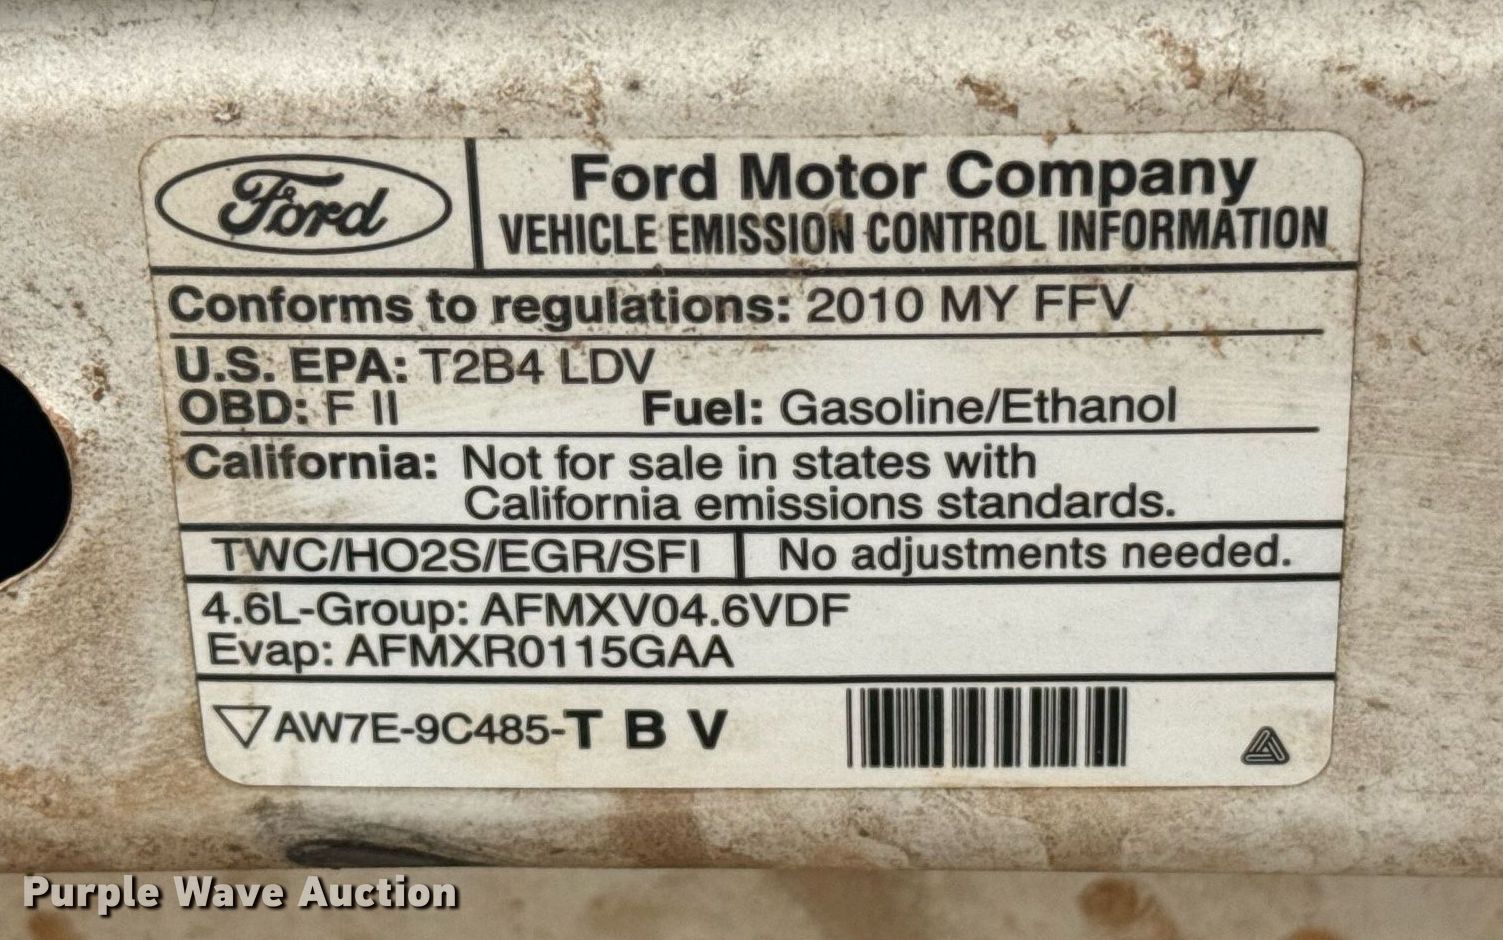 Ford
Ford Motor Company
VEHICLE EMISSION CONTROL INFORMATION
Conforms to regulations: 2010 MY FFV
U.S. EPA: T2B4 LDV
OBD: F II Fuel: Gasoline/Ethanol
California: Not for sale in states with
California emissions standards.
TWC/HO2S/EGR/SFI No adjustments needed.
4.6L-Group: AFMXV04.6VDF
Evap: AFMXR0115GAA
AW7E-9C485-T B V
Purple Wave Auction